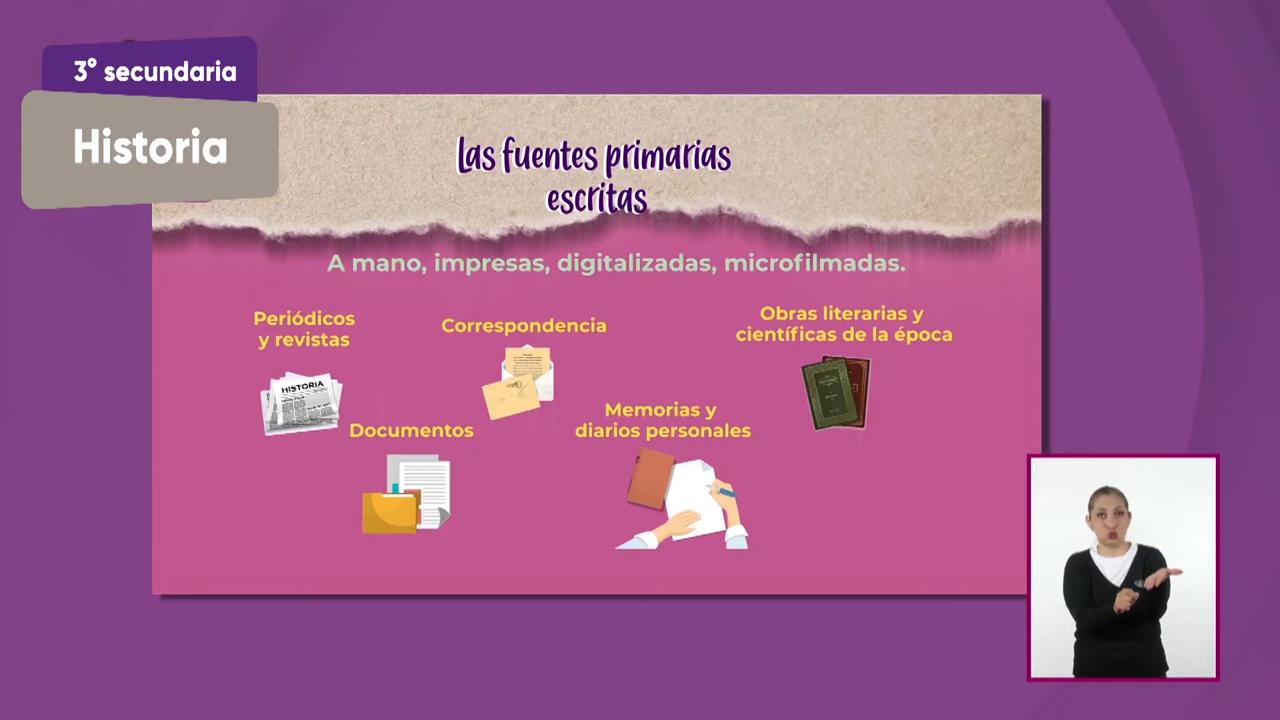 3° secundaria
Historia
Las fuentes primarias
escritas
A mano, impresas, digitalizadas, microfilmadas.
Periódicos
y revistas
Correspondencia
Obras literarias y
científicas de la época
HISTORIA
Documentos
Memorias y
diarios personales